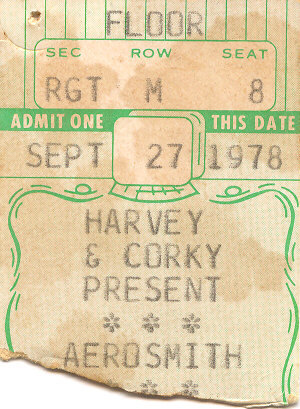 FLOOR
SEC ROW SEAT
RGT M 8
ADMIT ONE THIS DATE
SEPT 27 1978
HARVEY
& CORKY
PRESENT
* * *
AEROSMITH
* *